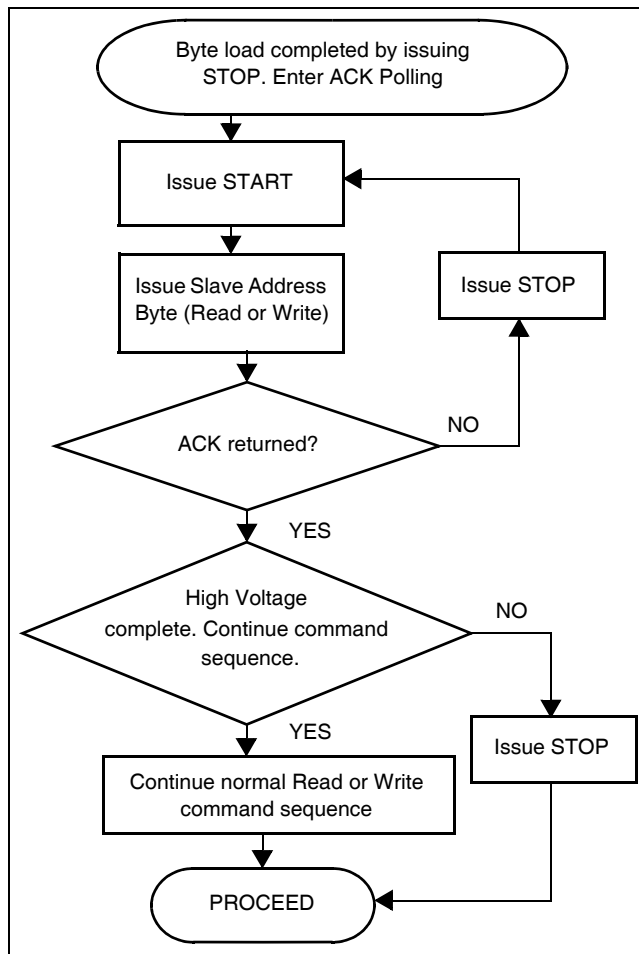 Byte load completed by issuing
STOP. Enter ACK Polling
Issue START
Issue Slave Address
Byte (Read or Write)
Issue STOP
ACK returned?
NO
YES
High Voltage
complete. Continue command
sequence.
NO
YES
Issue STOP
Continue normal Read or Write
command sequence
PROCEED